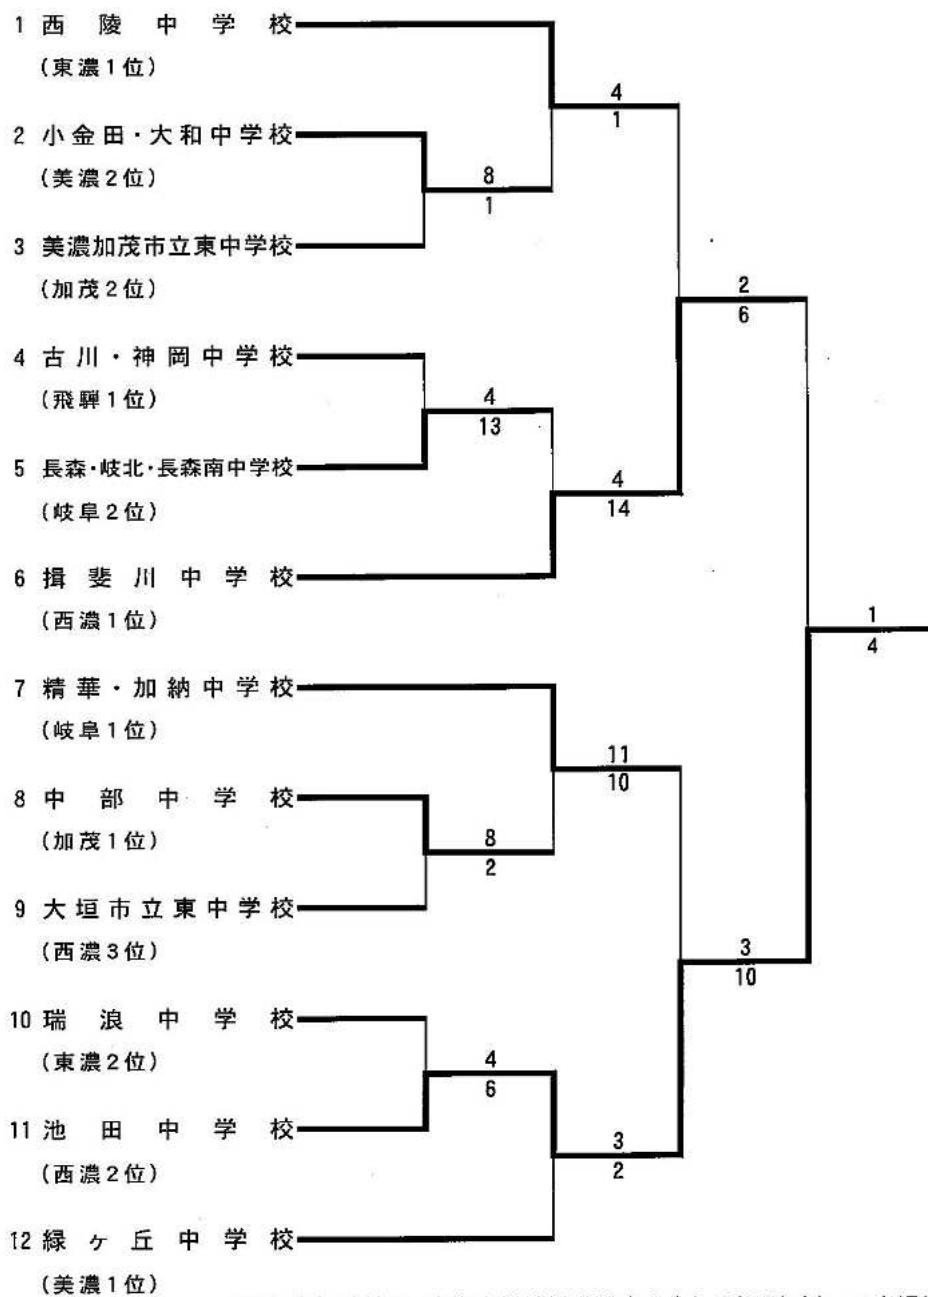 1 西陵中学校
(東濃1位)
4
1
2 小金田・大和中学校
(美濃2位)
8
1
3 美濃加茂市立東中学校
(加茂2位)
2
6
4 古川・神岡中学校
(飛騨1位)
4
13
5 長森・岐北・長森南中学校
(岐阜2位)
4
14
6 揖斐川中学校
(西濃1位)
1
4
7 精華・加納中学校
(岐阜1位)
11
10
8 中部中学校
(加茂1位)
8
2
9 大垣市立東中学校
(西濃3位)
3
10
10 瑞浪中学校
(東濃2位)
4
6
11 池田中学校
(西濃2位)
3
2
12 緑ヶ丘中学校
(美濃1位)